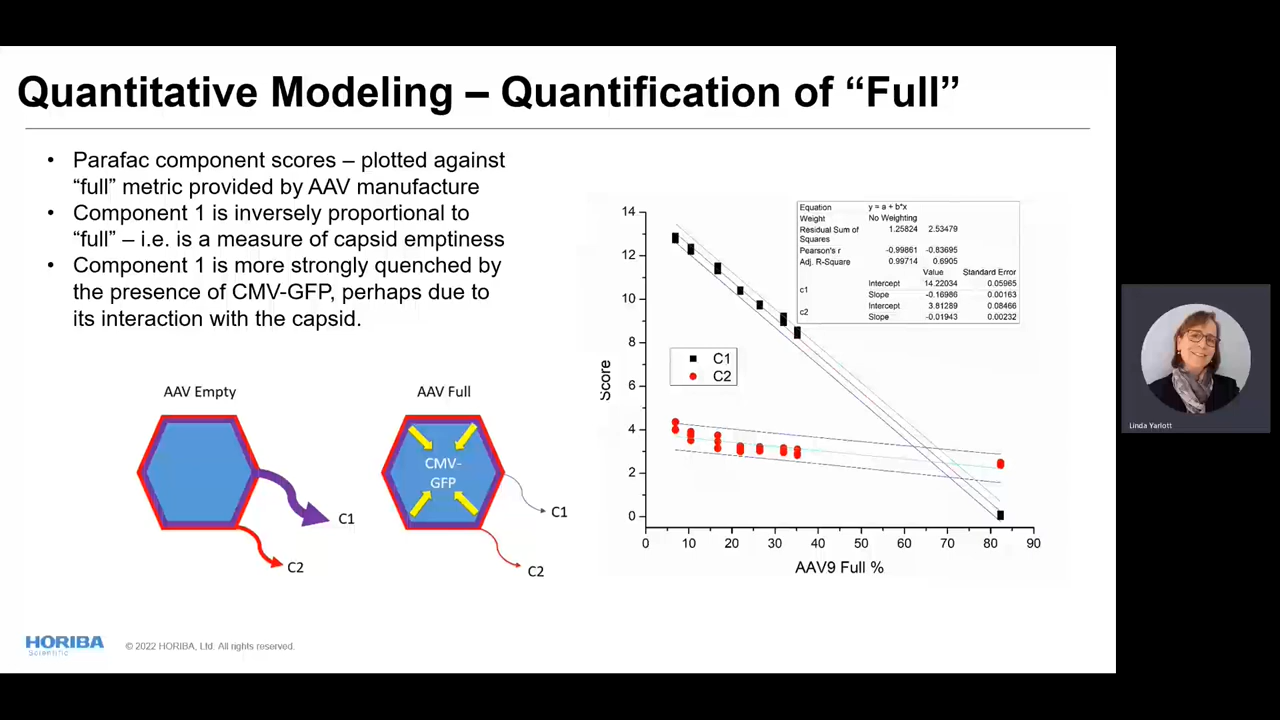 Quantitative Modeling – Quantification of “Full”
• Parafac component scores – plotted against
“full” metric provided by AAV manufacture
• Component 1 is inversely proportional to
“full” – i.e. is a measure of capsid emptiness
• Component 1 is more strongly quenched by
the presence of CMV-GFP, perhaps due to
its interaction with the capsid.
AAV Empty
C1
C2
AAV Full
CMV-
GFP
C1
C2
Score
14
12
10
8
6
4
2
0
0 10 20 30 40 50 60 70 80 90
AAV9 Full %
C1
C2
Equation y = a + b*x
Weight No Weighting
Residual Sum of
Squares 1.25824 2.53479
Pearson's r -0.99861 -0.83695
Adj. R-Square 0.99714 0.6905
Value Standard Error
c1 Intercept 14.22034 0.05965
Slope -0.16986 0.00163
c2 Intercept 3.81289 0.08466
Slope -0.01943 0.00232
HORIBA
Scientific
© 2022 HORIBA, Ltd. All rights reserved.
Linda Yarlott